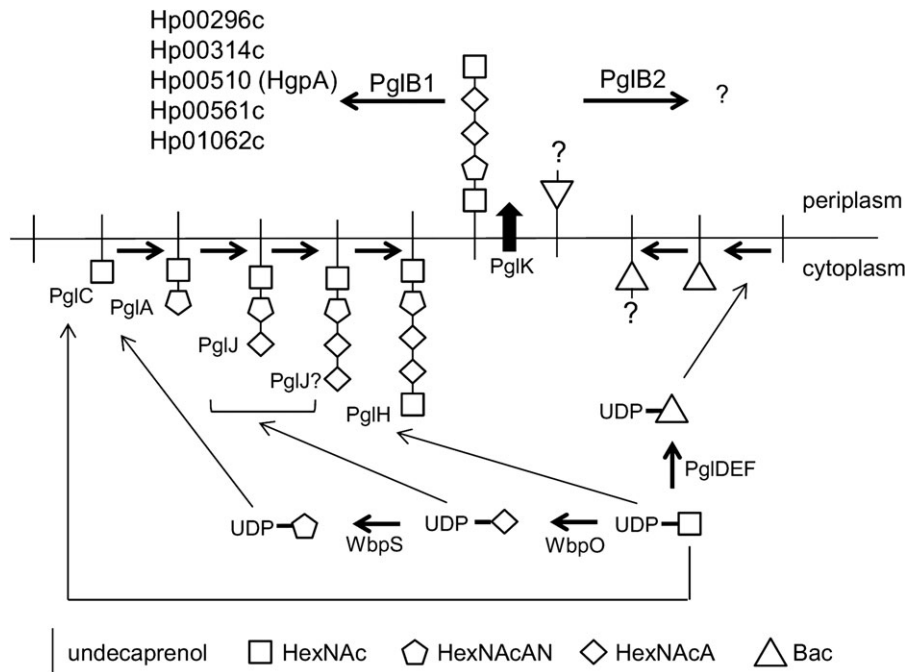 Hp00296c
Hp00314c
Hp00510 (HgpA)
Hp00561c
Hp01062c
PglB1
PglB2
?
?
periplasm
cytoplasm
PglK
PglC
PglA
PglJ
PglJ?
PglH
?
UDP
PglDEF
UDP
WbpS
UDP
WbpO
UDP
undecaprenol
HexNAc
HexNAcAN
HexNAcA
Bac